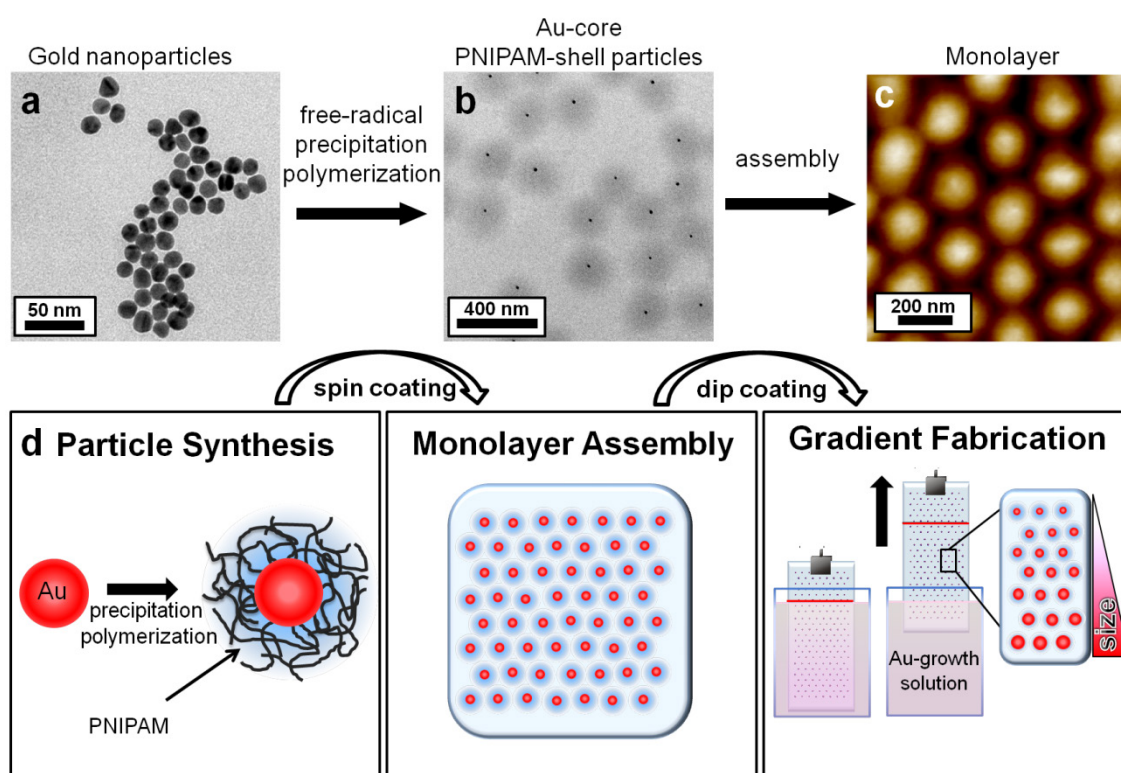 Gold nanoparticles
Au-core
PNIPAM-shell particles
Monolayer
a
free-radical
precipitation
polymerization
b
assembly
c
50 nm
400 nm
200 nm
spin coating
dip coating
d Particle Synthesis
Au
precipitation
polymerization
PNIPAM
Monolayer Assembly
Gradient Fabrication
Au-growth
solution
size